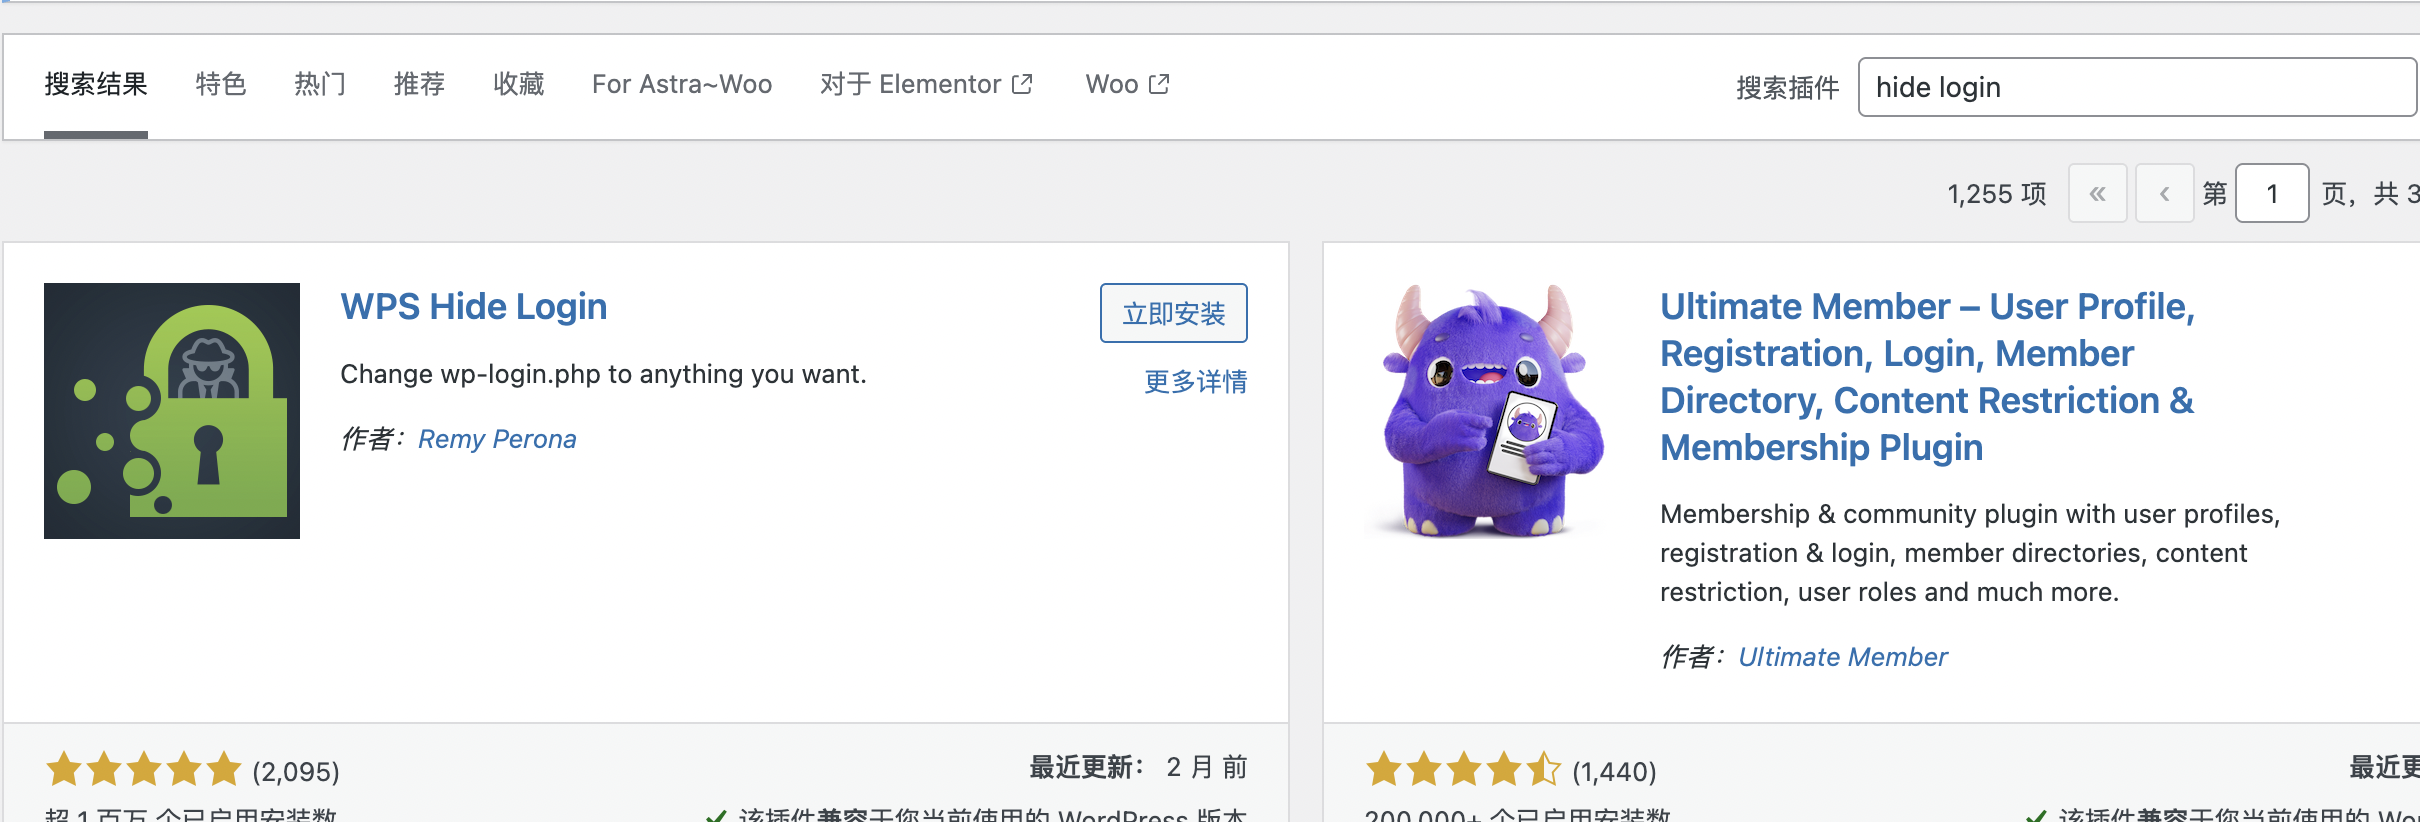 搜索结果 特色 热门 推荐 收藏 For Astra~Woo 对于 Elementor Woo 搜索插件 hide login
1,255 项 « ‹ 第 1 页，共 3
WPS Hide Login
立即安装
Change wp-login.php to anything you want.
更多详情
作者：Remy Perona
(2,095)
最近更新： 2 月 前
超 1 百万 个已启用安装数
该插件兼容于您当前使用的 WordPress 版本
Ultimate Member – User Profile,
Registration, Login, Member
Directory, Content Restriction &
Membership Plugin
Membership & community plugin with user profiles,
registration & login, member directories, content
restriction, user roles and much more.
作者：Ultimate Member
(1,440)
最近更
200,000+ 个已启用安装数
该插件兼容于您当前使用的 Wor